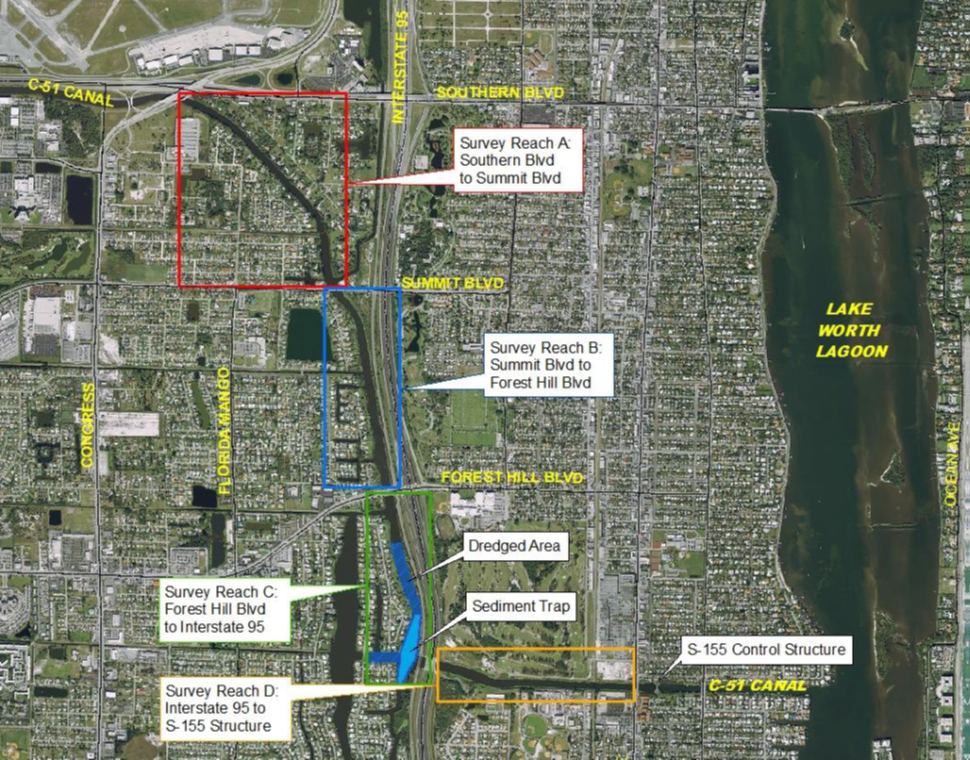 INTERSTATE 95
C-51 CANAL
SOUTHERN BLVD
Survey Reach A:
Southern Blvd
to Summit Blvd
SUMMIT BLVD
LAKE
WORTH
LAGOON
Survey Reach B:
Summit Blvd to
Forest Hill Blvd
CONGRESS
FLORIDA MANGO
OCEAN AVE
FOREST HILL BLVD
Dredged Area
Survey Reach C:
Forest Hill Blvd
to Interstate 95
Sediment Trap
S-155 Control Structure
Survey Reach D:
Interstate 95 to
S-155 Structure
C-51 CANAL